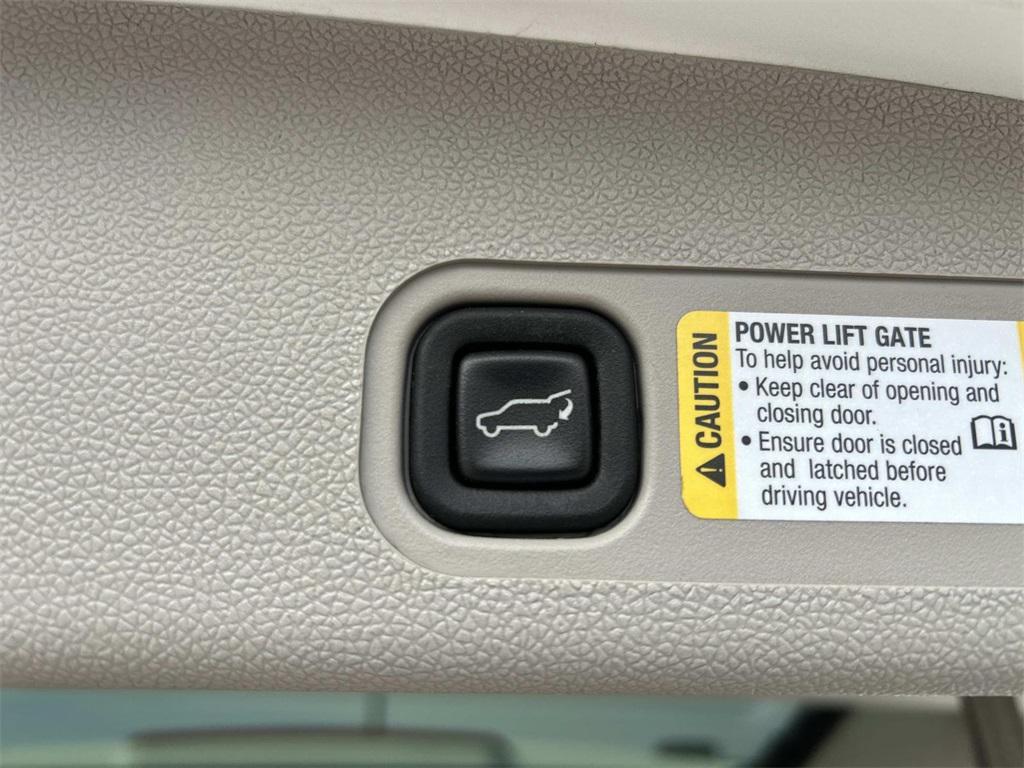 CAUTION
POWER LIFT GATE
To help avoid personal injury:
• Keep clear of opening and
closing door.
• Ensure door is closed
and latched before
driving vehicle.